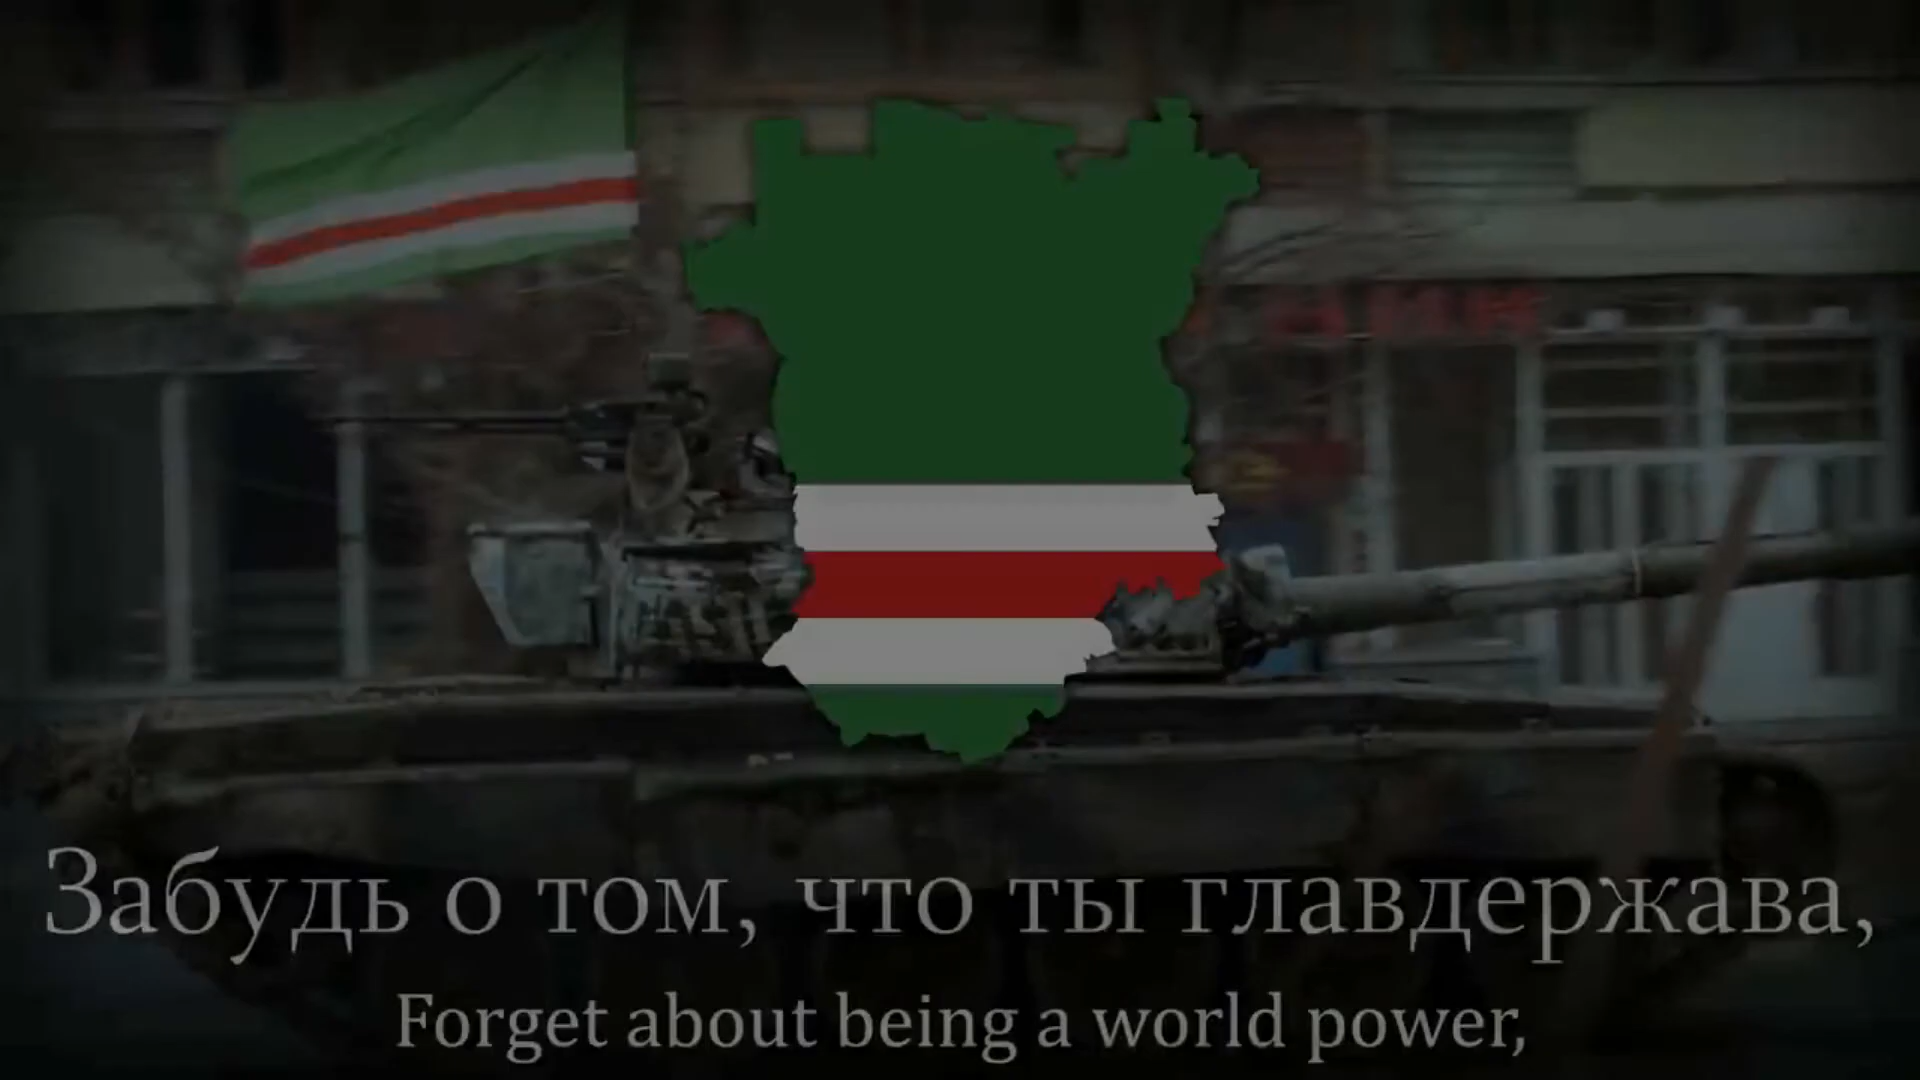 Забудь о том, что ты главдержава,
Forget about being a world power,